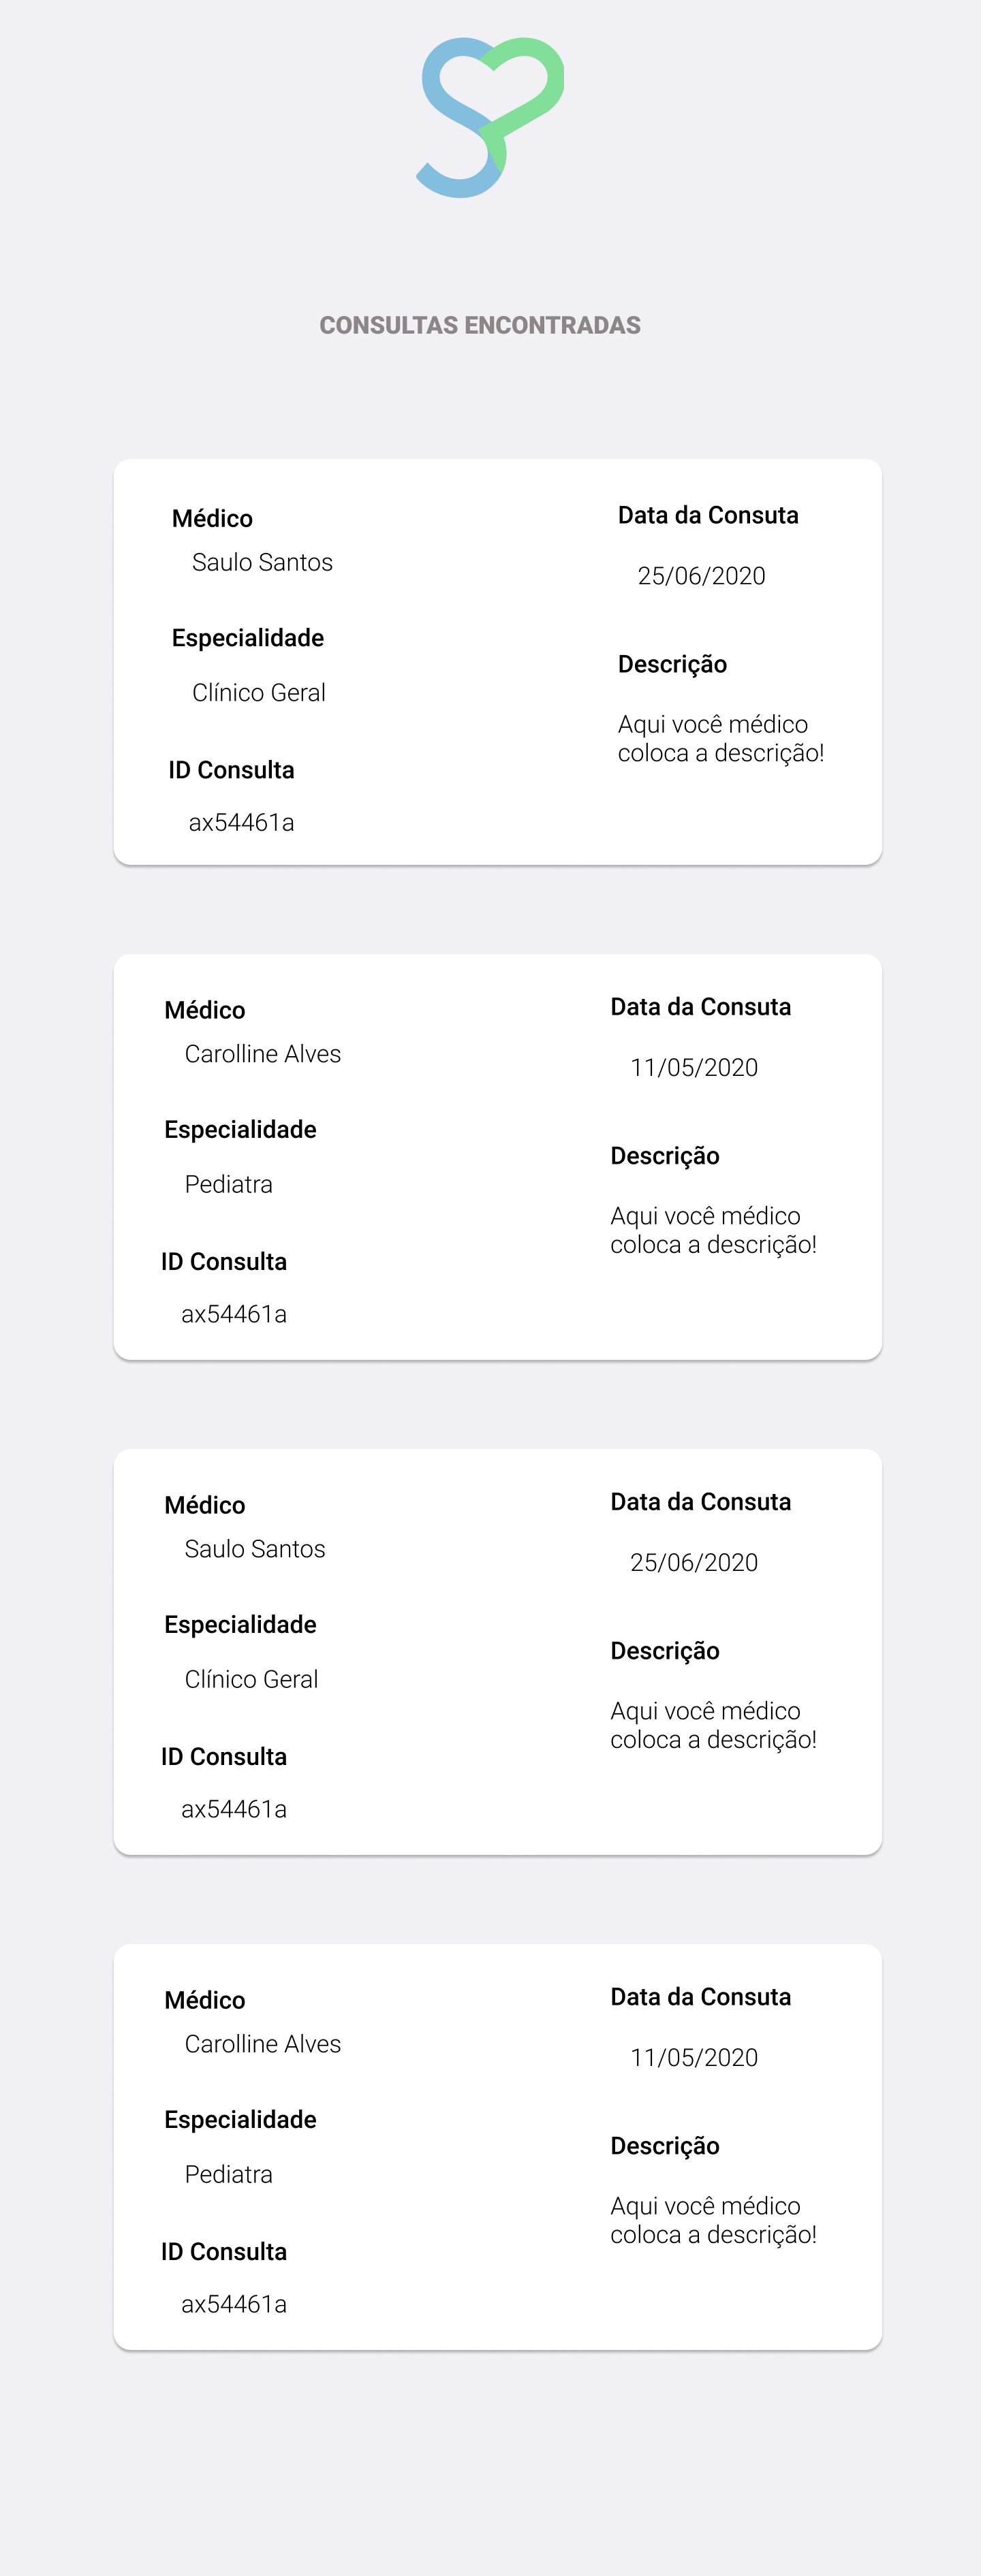 CONSULTAS ENCONTRADAS
Médico
Saulo Santos
Especialidade
Clínico Geral
ID Consulta
ax54461a
Data da Consuta
25/06/2020
Descrição
Aqui você médico
coloca a descrição!
Médico
Carolline Alves
Especialidade
Pediatra
ID Consulta
ax54461a
Data da Consuta
11/05/2020
Descrição
Aqui você médico
coloca a descrição!
Médico
Saulo Santos
Especialidade
Clínico Geral
ID Consulta
ax54461a
Data da Consuta
25/06/2020
Descrição
Aqui você médico
coloca a descrição!
Médico
Carolline Alves
Especialidade
Pediatra
ID Consulta
ax54461a
Data da Consuta
11/05/2020
Descrição
Aqui você médico
coloca a descrição!